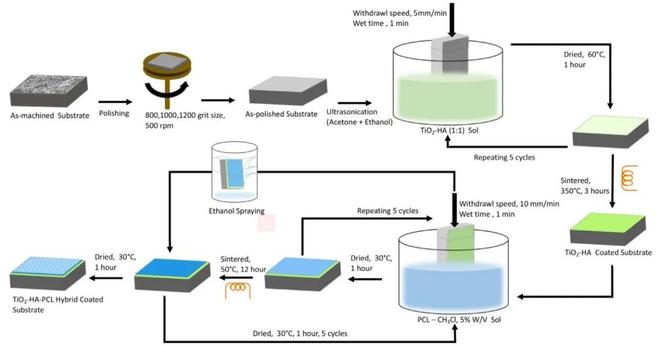 Withdrawl speed, 5mm/min
Wet time , 1 min
Dried, 60°C,
1 hour
As-machined Substrate
Polishing
800,1000,1200 grit size,
500 rpm
As-polished Substrate
Ultrasonication
(Acetone + Ethanol)
TiO₂-HA (1:1) Sol
Repeating 5 cycles
Sintered,
350°C, 3 hours
Ethanol Spraying
Withdrawl speed, 10 mm/min
Wet time , 1 min
Repeating 5 cycles
TiO₂-HA Coated Substrate
Dried, 30°C,
1 hour
Sintered,
50°C, 12 hour
Dried, 30°C,
1 hour
TiO₂-HA-PCL Hybrid Coated
Substrate
PCL – CH₃Cl, 5% W/V Sol
Dried, 30°C, 1 hour, 5 cycles